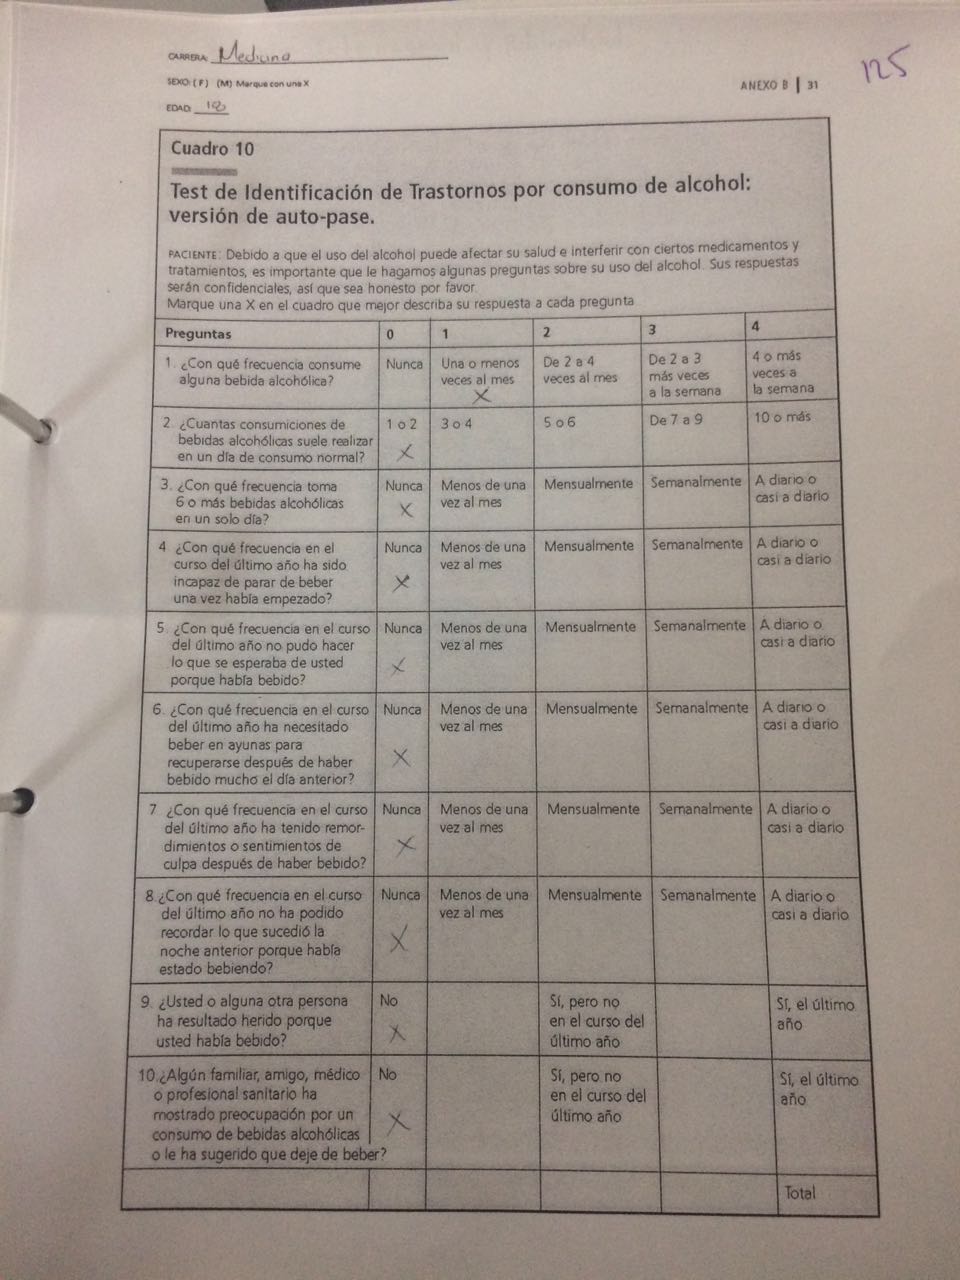 CARRERA: Medicina
125
SEXO: (F) (M) Marque con una X
ANEXO B | 31
EDAD: 18
Cuadro 10
Test de Identificación de Trastornos por consumo de alcohol:
versión de auto-pase.
PACIENTE: Debido a que el uso del alcohol puede afectar su salud e interferir con ciertos medicamentos y
tratamientos, es importante que le hagamos algunas preguntas sobre su uso del alcohol. Sus respuestas
serán confidenciales, así que sea honesto por favor.
Marque una X en el cuadro que mejor describa su respuesta a cada pregunta
Preguntas 0 1 2 3 4
1. ¿Con qué frecuencia consume Nunca Una o menos De 2 a 4 De 2 a 3 4 o más
alguna bebida alcohólica? veces al mes veces al mes más veces veces a
X a la semana la semana
2. ¿Cuantas consumiciones de 1 o 2 3 o 4 5 o 6 De 7 a 9 10 o más
bebidas alcohólicas suele realizar
en un día de consumo normal? X
3. ¿Con qué frecuencia toma Nunca Menos de una Mensualmente Semanalmente A diario o
6 o más bebidas alcohólicas X vez al mes casi a diario
en un solo día?
4 ¿Con qué frecuencia en el Nunca Menos de una Mensualmente Semanalmente A diario o
curso del último año ha sido vez al mes casi a diario
incapaz de parar de beber X
una vez había empezado?
5. ¿Con qué frecuencia en el curso Nunca Menos de una Mensualmente Semanalmente A diario o
del último año no pudo hacer vez al mes casi a diario
lo que se esperaba de usted X
porque había bebido?
6. ¿Con qué frecuencia en el curso Nunca Menos de una Mensualmente Semanalmente A diario o
del último año ha necesitado vez al mes casi a diario
beber en ayunas para
recuperarse después de haber X
bebido mucho el día anterior?
7 ¿Con qué frecuencia en el curso Nunca Menos de una Mensualmente Semanalmente A diario o
del último año ha tenido remor- vez al mes casi a diario
dimientos o sentimientos de X
culpa después de haber bebido?
8.¿Con qué frecuencia en el curso Nunca Menos de una Mensualmente Semanalmente A diario o
del último año no ha podido vez al mes casi a diario
recordar lo que sucedió la X
noche anterior porque había
estado bebiendo?
9. ¿Usted o alguna otra persona No Sí, pero no Sí, el último
ha resultado herido porque X en el curso del año
usted había bebido? último año
10.¿Algún familiar, amigo, médico No Sí, pero no Sí, el último
o profesional sanitario ha en el curso del año
mostrado preocupación por un X último año
consumo de bebidas alcohólicas
o le ha sugerido que deje de beber?
Total